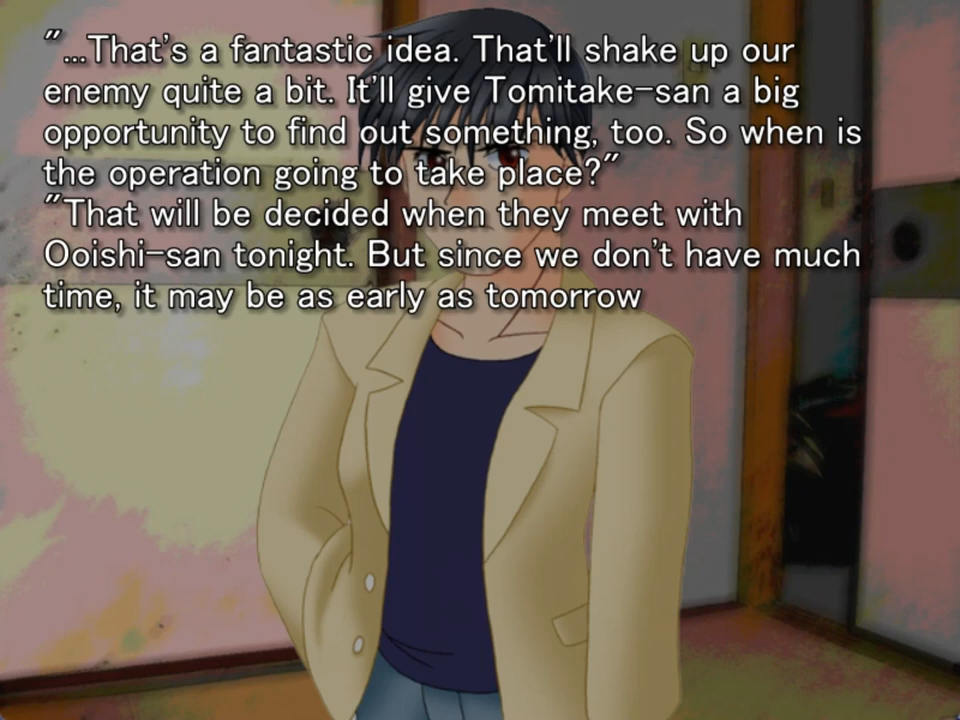 "...That's a fantastic idea. That'll shake up our
enemy quite a bit. It'll give Tomitake-san a big
opportunity to find out something, too. So when is
the operation going to take place?"
"That will be decided when they meet with
Ooishi-san tonight. But since we don't have much
time, it may be as early as tomorrow